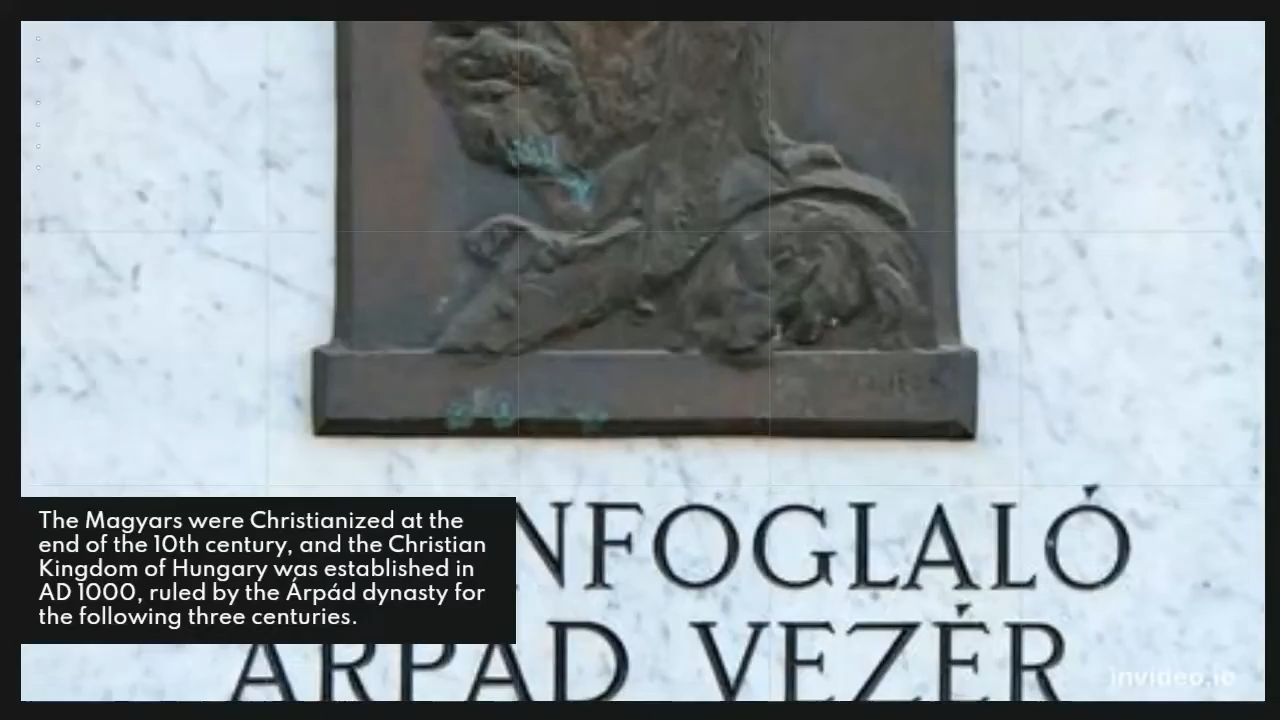 The Magyars were Christianized at the
end of the 10th century, and the Christian
Kingdom of Hungary was established in
AD 1000, ruled by the Árpád dynasty for
the following three centuries.
NFOGLALÓ
ÁRPÁD VEZÉR
invideo.io